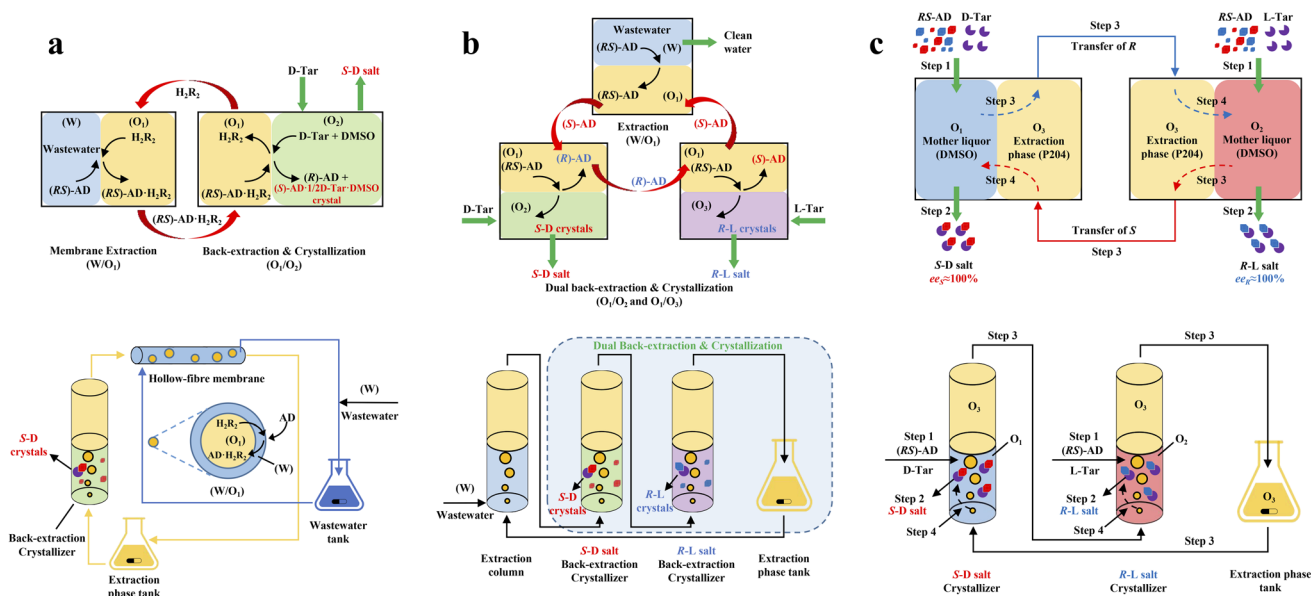 a
D-Tar
S-D salt
H₂R₂
(W)
(O₁)
H₂R₂
Wastewater
(RS)-AD
(RS)-AD·H₂R₂
(O₁)
H₂R₂
(RS)-AD·H₂R₂
(O₂)
D-Tar + DMSO
(R)-AD +
(S)-AD·1/2D-Tar·DMSO
crystal
(RS)-AD·H₂R₂
Membrane Extraction
(W/O₁)
Back-extraction & Crystallization
(O₁/O₂)
Hollow-fibre membrane
(W)
Wastewater
H₂R₂
(O₁)
AD·H₂R₂
AD
(W)
(W/O₁)
S-D
crystals
Back-extraction
Crystallizer
Extraction
phase tank
Wastewater
tank
b
Wastewater
(RS)-AD
(W)
Clean
water
(RS)-AD
(O₁)
Extraction
(W/O₁)
(S)-AD
(S)-AD
(O₁)
(RS)-AD
(R)-AD
(R)-AD
(O₁)
(RS)-AD
(S)-AD
D-Tar
(O₂)
S-D crystals
(O₃)
R-L crystals
L-Tar
S-D salt
R-L salt
Dual back-extraction & Crystallization
(O₁/O₂ and O₁/O₃)
Dual Back-extraction & Crystallization
(W)
Wastewater
S-D
crystals
R-L
crystals
Extraction
column
S-D salt
Back-extraction
Crystallizer
R-L salt
Back-extraction
Crystallizer
Extraction
phase tank
c
RS-AD
D-Tar
Step 3
Transfer of R
RS-AD
L-Tar
Step 1
Step 1
Step 3
Step 4
O₁
Mother liquor
(DMSO)
O₃
Extraction
phase (P204)
O₃
Extraction
phase (P204)
O₂
Mother liquor
(DMSO)
Step 4
Step 3
Step 2
Transfer of S
Step 3
Step 2
S-D salt
ee_S≈100%
R-L salt
ee_R≈100%
Step 3
Step 3
O₃
O₃
Step 1
(RS)-AD
D-Tar
O₁
Step 1
(RS)-AD
L-Tar
O₂
Step 2
S-D salt
Step 4
Step 2
R-L salt
Step 4
O₃
Step 3
S-D salt
Crystallizer
R-L salt
Crystallizer
Extraction phase
tank